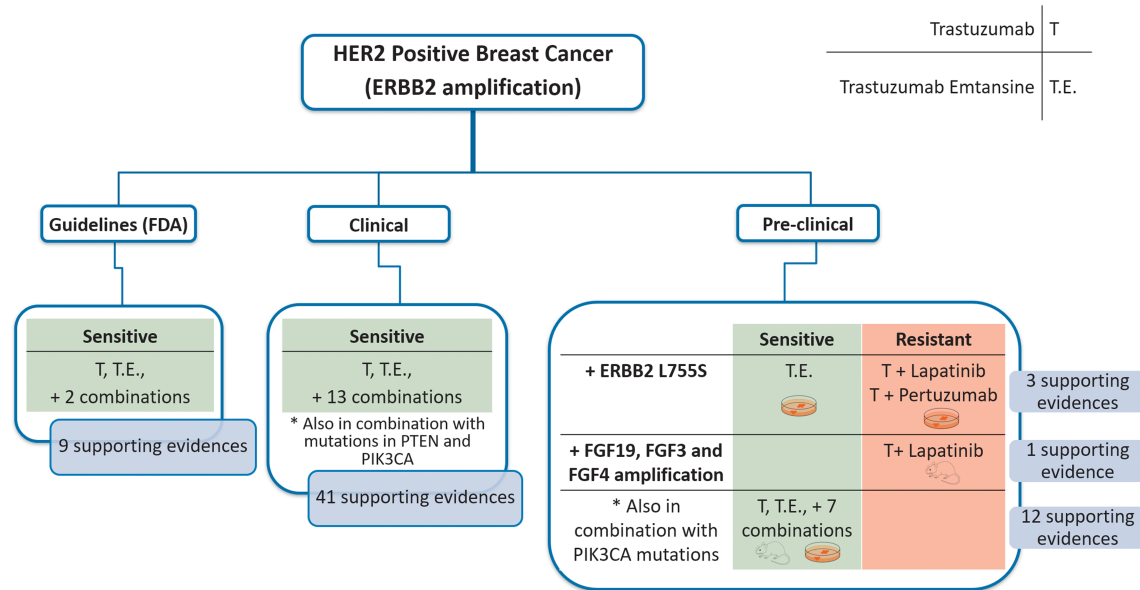 HER2 Positive Breast Cancer
(ERBB2 amplification)
Trastuzumab T
Trastuzumab Emtansine T.E.
Guidelines (FDA)
Clinical
Pre-clinical
Sensitive
T, T.E.,
+ 2 combinations
9 supporting evidences
Sensitive
T, T.E.,
+ 13 combinations
* Also in combination with
mutations in PTEN and
PIK3CA
41 supporting evidences
Sensitive Resistant
+ ERBB2 L755S T.E. T + Lapatinib
T + Pertuzumab
3 supporting
evidences
+ FGF19, FGF3 and
FGF4 amplification
T+ Lapatinib
1 supporting
evidence
* Also in
combination with
PIK3CA mutations
T, T.E., + 7
combinations
12 supporting
evidences